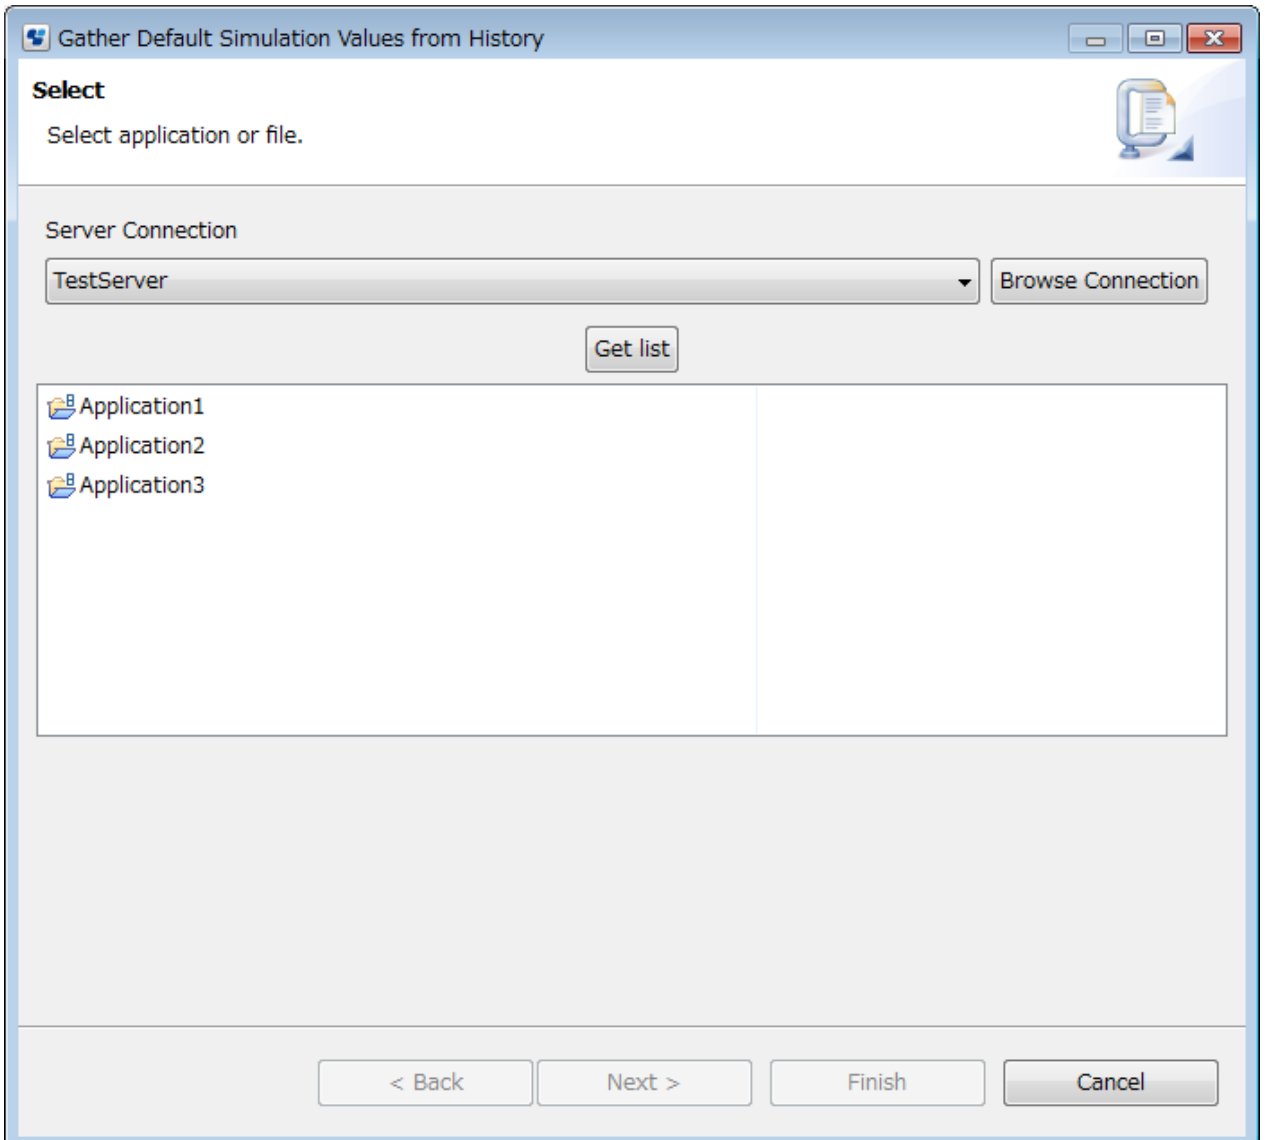 Gather Default Simulation Values from History
Select
Select application or file.
Server Connection
TestServer
Browse Connection
Get list
Application1
Application2
Application3
< Back
Next >
Finish
Cancel